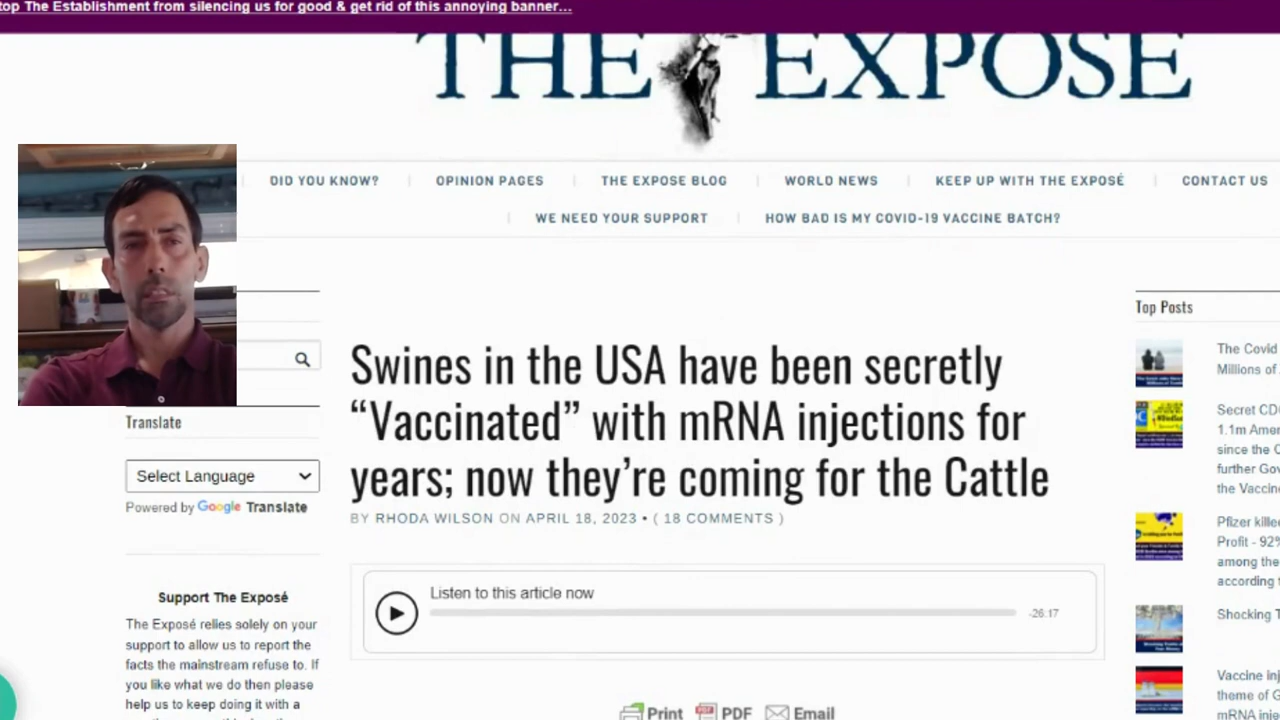 top The Establishment from silencing us for good & get rid of this annoying banner...
THE EXPOSÉ
DID YOU KNOW?
OPINION PAGES
THE EXPOSE BLOG
WORLD NEWS
KEEP UP WITH THE EXPOSÉ
CONTACT US
WE NEED YOUR SUPPORT
HOW BAD IS MY COVID-19 VACCINE BATCH?
Translate
Select Language
Powered by Google Translate
Support The Exposé
The Exposé relies solely on your
support to allow us to report the
facts the mainstream refuse to. If
you like what we do then please
help us to keep doing it with a
Swines in the USA have been secretly
“Vaccinated” with mRNA injections for
years; now they’re coming for the Cattle
BY RHODA WILSON ON APRIL 18, 2023 • ( 18 COMMENTS )
Listen to this article now
-26:17
Print
PDF
Email
Top Posts
The Covid
Millions of
Secret CD
1.1m Amer
since the C
further Gov
the Vaccine
Pfizer killed
Profit - 92%
among the
according
Shocking T
Vaccine inj
theme of G
mRNA inje